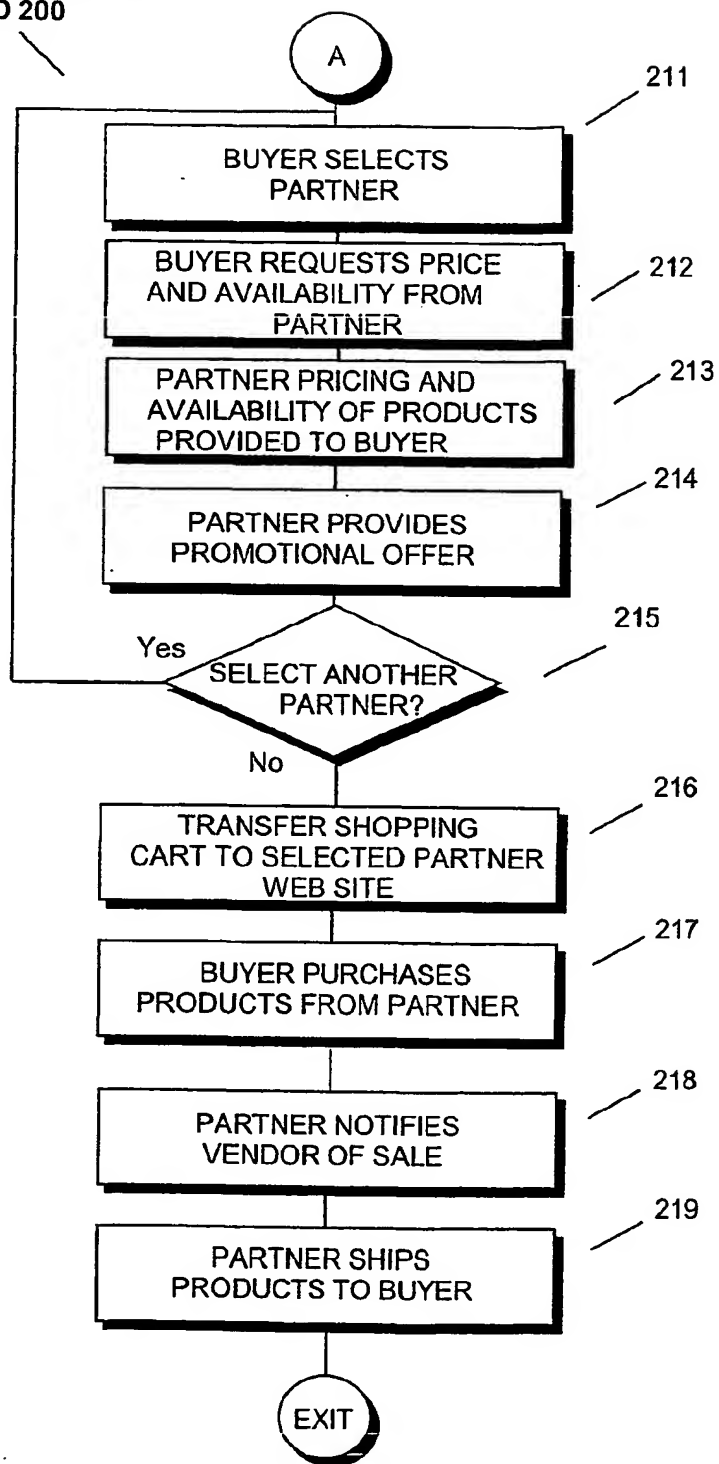 200
A
211
BUYER SELECTS
PARTNER
BUYER REQUESTS PRICE
AND AVAILABILITY FROM
PARTNER
212
PARTNER PRICING AND
AVAILABILITY OF PRODUCTS
PROVIDED TO BUYER
213
PARTNER PROVIDES
PROMOTIONAL OFFER
214
Yes
SELECT ANOTHER
PARTNER?
215
No
TRANSFER SHOPPING
CART TO SELECTED PARTNER
WEB SITE
216
BUYER PURCHASES
PRODUCTS FROM PARTNER
217
PARTNER NOTIFIES
VENDOR OF SALE
218
PARTNER SHIPS
PRODUCTS TO BUYER
219
EXIT